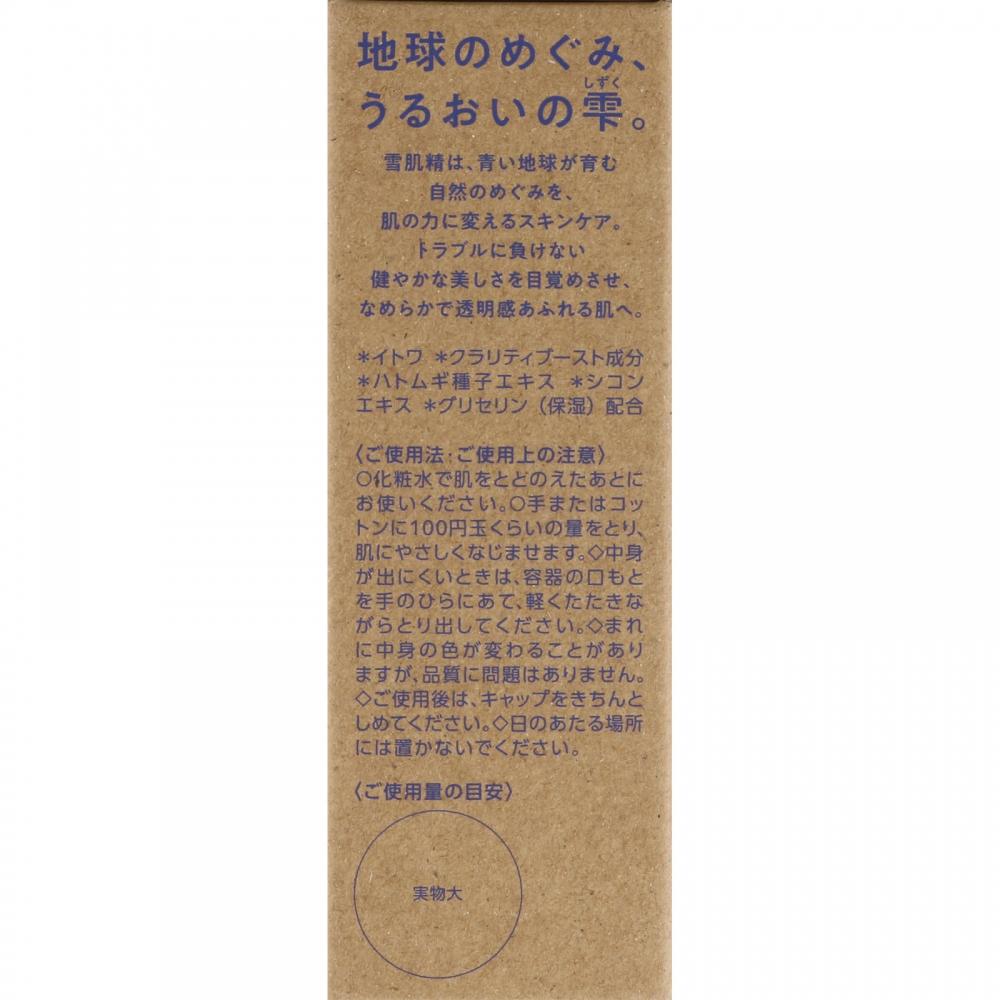 地球のめぐみ、
しずく
うるおいの雫。
雪肌精は、青い地球が育む
自然のめぐみを、
肌の力に変えるスキンケア。
トラブルに負けない
健やかな美しさを目覚めさせ、
なめらかで透明感あふれる肌へ。
＊イトワ ＊クラリティブースト成分
＊ハトムギ種子エキス ＊シコン
エキス ＊グリセリン（保湿）配合
〈ご使用法・ご使用上の注意〉
○化粧水で肌をととのえたあとに
お使いください。○手またはコッ
トンに100円玉くらいの量をとり、
肌にやさしくなじませます。◇中身
が出にくいときは、容器の口もと
を手のひらにあて、軽くたたきな
がらとり出してください。◇まれ
に中身の色が変わることがあり
ますが、品質に問題はありません。
◇ご使用後は、キャップをきちんと
しめてください。◇日のあたる場所
には置かないでください。
〈ご使用量の目安〉
実物大